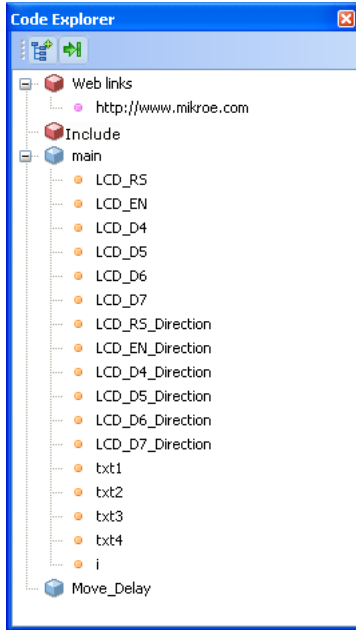 Code Explorer
Web links
http://www.mikroe.com
Include
main
LCD_RS
LCD_EN
LCD_D4
LCD_D5
LCD_D6
LCD_D7
LCD_RS_Direction
LCD_EN_Direction
LCD_D4_Direction
LCD_D5_Direction
LCD_D6_Direction
LCD_D7_Direction
txt1
txt2
txt3
txt4
i
Move_Delay